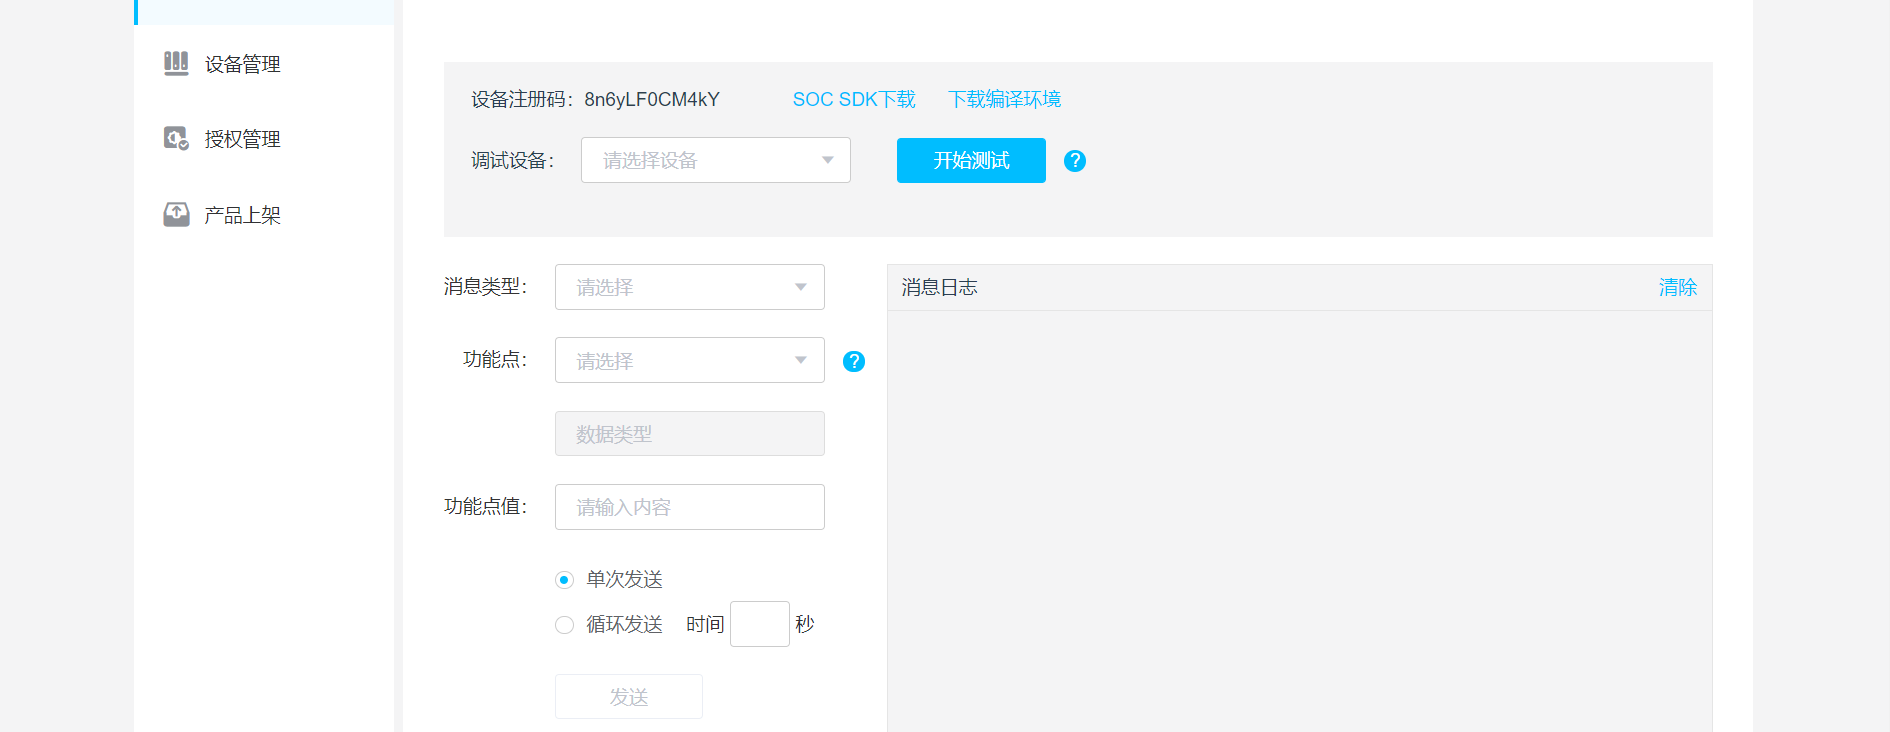 设备管理
授权管理
产品上架
设备注册码：8n6yLF0CM4kY SOC SDK下载 下载编译环境
调试设备： 请选择设备 开始测试 ?
消息类型： 请选择
功能点： 请选择 ?
数据类型
功能点值： 请输入内容
单次发送
循环发送 时间 秒
发送
消息日志 清除